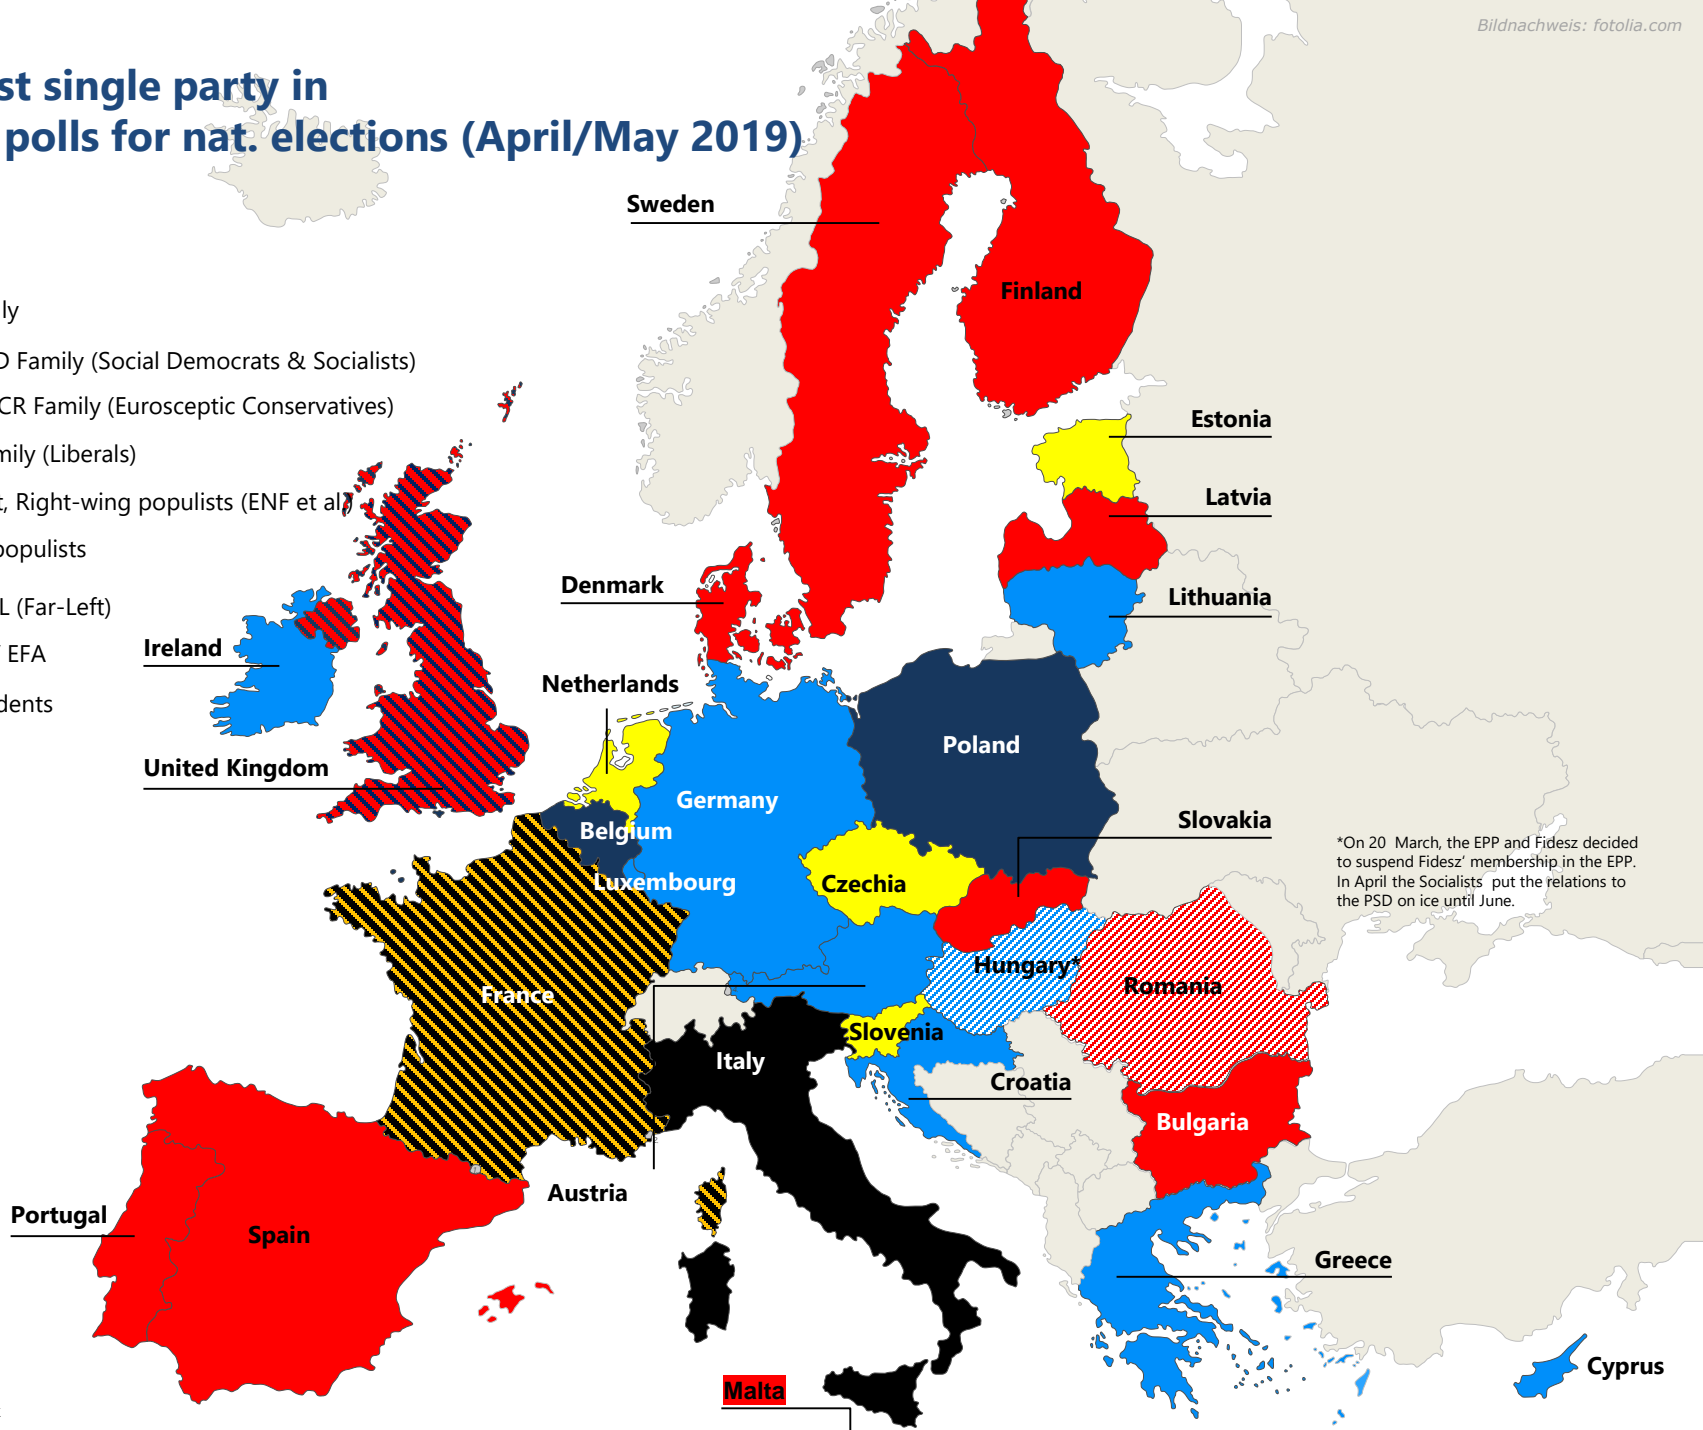 Bildnachweis: fotolia.com
st single party in
polls for nat. elections (April/May 2019)
Sweden
Finland
ly
D Family (Social Democrats & Socialists)
CR Family (Eurosceptic Conservatives)
mily (Liberals)
t, Right-wing populists (ENF et al)
populists
L (Far-Left)
EFA
dents
Estonia
Latvia
Lithuania
Denmark
Ireland
Netherlands
United Kingdom
Poland
Germany
Belgium
Slovakia
Luxembourg
Czechia
*On 20 March, the EPP and Fidesz decided
to suspend Fidesz‘ membership in the EPP.
In April the Socialists put the relations to
the PSD on ice until June.
Hungary*
Romania
France
Slovenia
Italy
Croatia
Bulgaria
Austria
Portugal
Spain
Greece
Cyprus
Malta